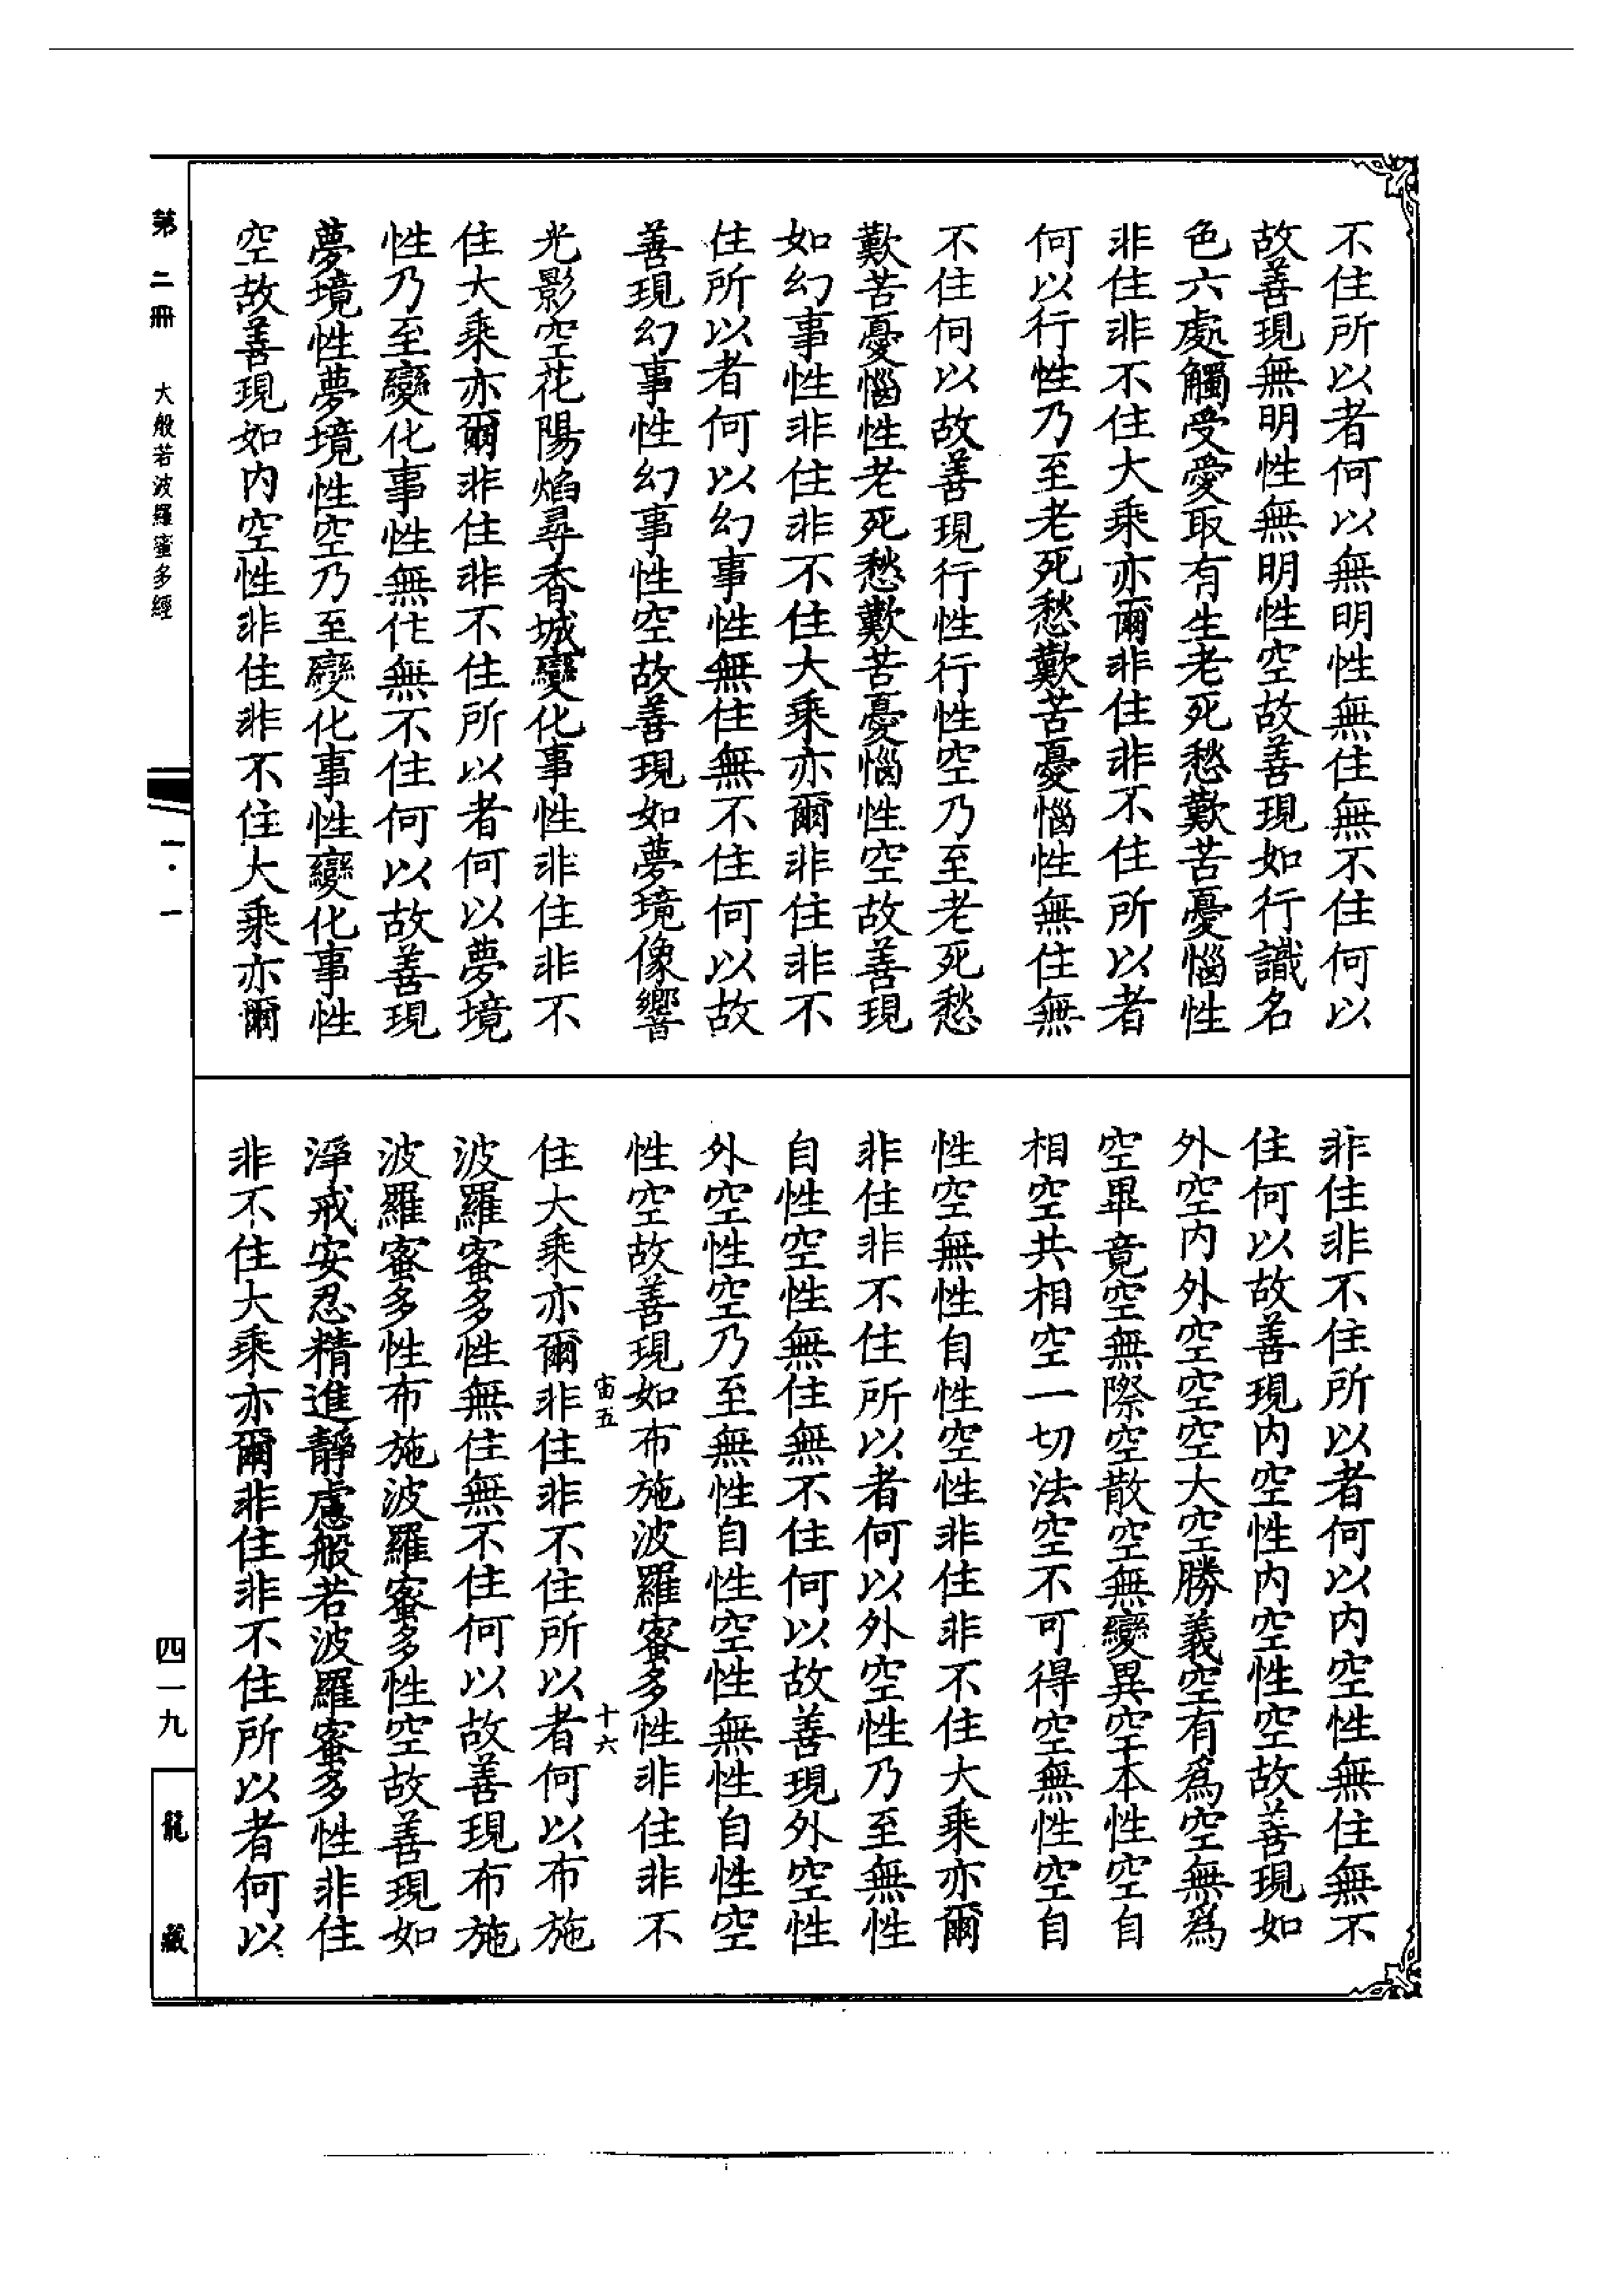 不住所以者何以無明性無住無不住何以
故善現無明性無明性空故善現如行識名
色六處觸受愛取有生老死愁歎苦憂惱性
非住非不住大乘亦爾非住非不住所以者
何以行性乃至老死愁歎苦憂惱性無住無
不住何以故善現行性行性空乃至老死愁
歎苦憂惱性老死愁歎苦憂惱性空故善現
如幻事性非住非不住大乘亦爾非住非不
住所以者何以幻事性無住無不住何以故
善現幻事性幻事性空故善現如夢境像響
光影空花陽焰尋香城變化事性非住非不
住大乘亦爾非住非不住所以者何以夢境
性乃至變化事性無住無不住何以故善現
夢境性夢境性空乃至變化事性變化事性
空故善現如內空性非住非不住大乘亦爾
非住非不住所以者何以內空性無住無不
住何以故善現內空性內空性空故善現如
外空內外空空空大空勝義空有為空無為
空畢竟空無際空散空無變異空本性空自
相空共相空一切法空不可得空無性空自
性空無性自性空性非住非不住大乘亦爾
非住非不住所以者何以外空性乃至無性
自性空性無住無不住何以故善現外空性
外空性空乃至無性自性空性無性自性空
性空故善現如布施波羅蜜多性非住非不
宙五
十六
住大乘亦爾非住非不住所以者何以布施
波羅蜜多性無住無不住何以故善現布施
波羅蜜多性布施波羅蜜多性空故善現如
淨戒安忍精進靜慮般若波羅蜜多性非住
非不住大乘亦爾非住非不住所以者何以
第二冊
大般若波羅蜜多經
一·一
四一九
龍藏